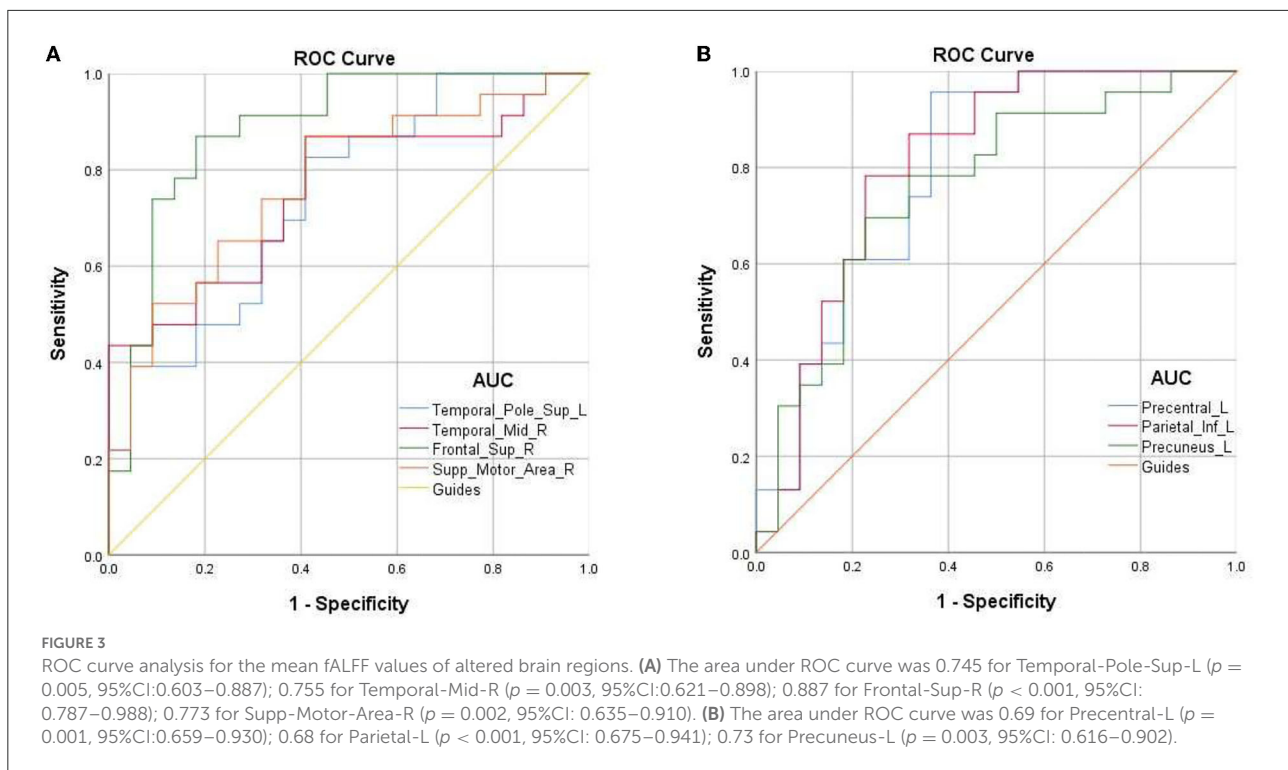 A
ROC Curve
1.0
0.8
0.6
0.4
0.2
0.0
Sensitivity
0.0 0.2 0.4 0.6 0.8 1.0
1 - Specificity
AUC
Temporal_Pole_Sup_L
Temporal_Mid_R
Frontal_Sup_R
Supp_Motor_Area_R
Guides
B
ROC Curve
1.0
0.8
0.6
0.4
0.2
0.0
Sensitivity
0.0 0.2 0.4 0.6 0.8 1.0
1 - Specificity
AUC
Precentral_L
Parietal_Inf_L
Precuneus_L
Guides
FIGURE 3
ROC curve analysis for the mean fALFF values of altered brain regions. (A) The area under ROC curve was 0.745 for Temporal-Pole-Sup-L (p =
0.005, 95%CI:0.603–0.887); 0.755 for Temporal-Mid-R (p = 0.003, 95%CI:0.621–0.898); 0.887 for Frontal-Sup-R (p < 0.001, 95%CI:
0.787–0.988); 0.773 for Supp-Motor-Area-R (p = 0.002, 95%CI: 0.635–0.910). (B) The area under ROC curve was 0.69 for Precentral-L (p =
0.001, 95%CI:0.659–0.930); 0.68 for Parietal-L (p < 0.001, 95%CI: 0.675–0.941); 0.73 for Precuneus-L (p = 0.003, 95%CI: 0.616–0.902).